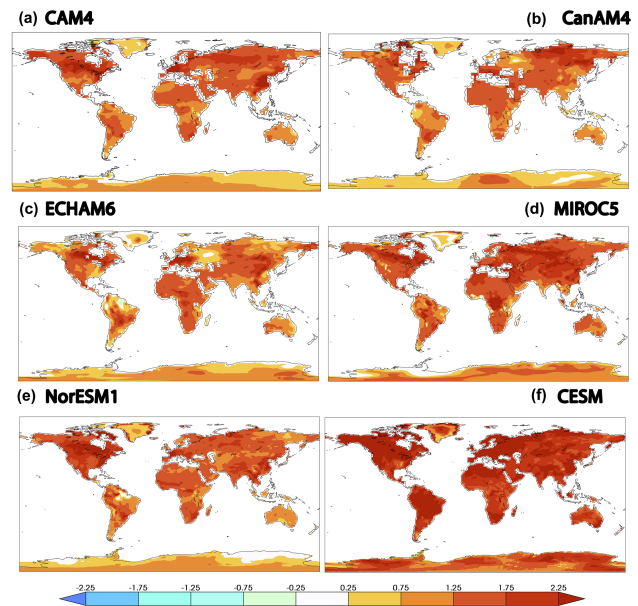 (a) CAM4
(b) CanAM4
(c) ECHAM6
(d) MIROC5
(e) NorESM1
(f) CESM
-2.25 -1.75 -1.25 -0.75 -0.25 0.25 0.75 1.25 1.75 2.25